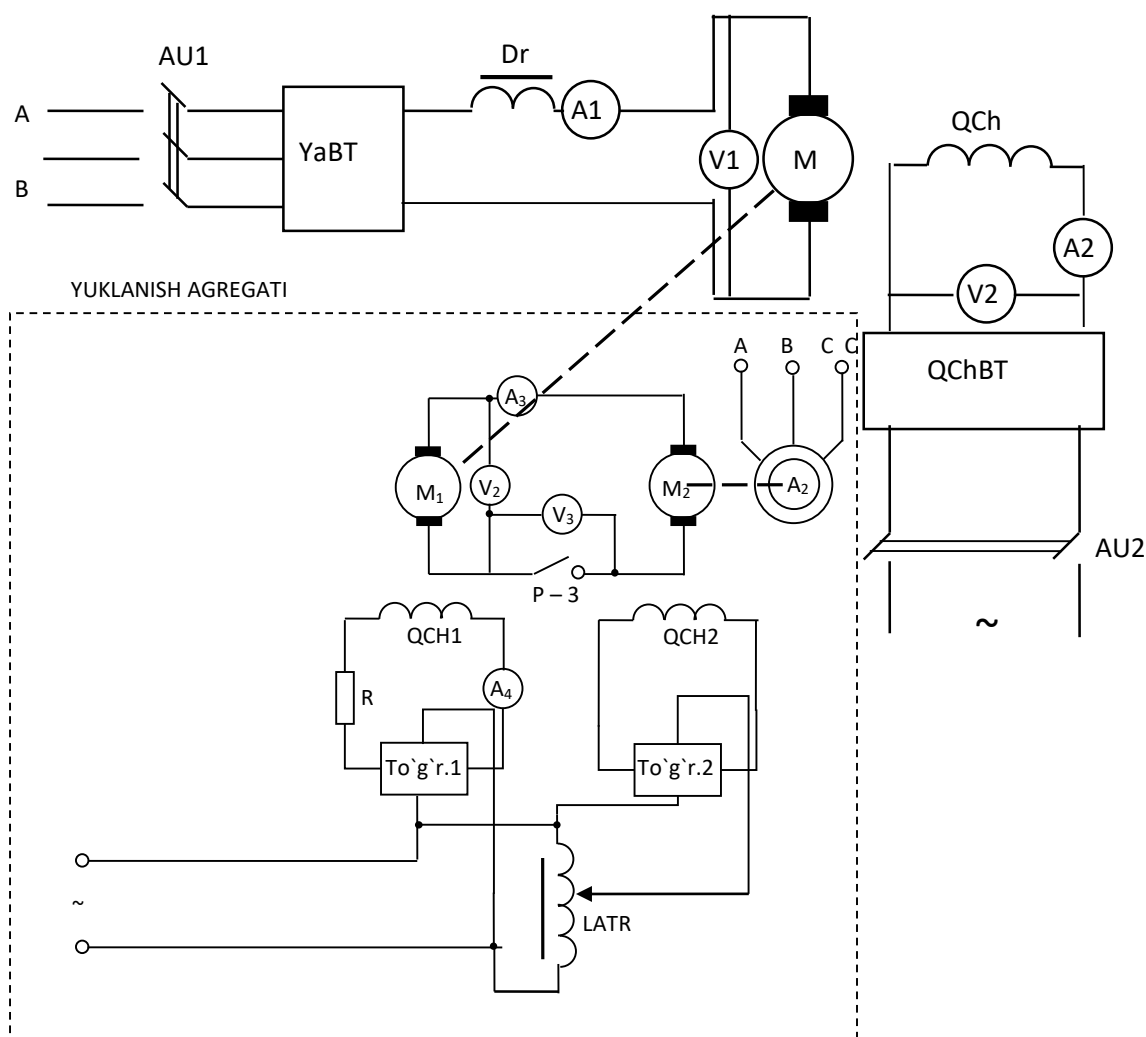 AU1
Dr
A
A1
QCh
YaBT
V1
M
B
A2
YUKLANISH AGREGATI
V2
A B C C
QChBT
A₃
M₁
V₂
M₂
A₂
V₃
AU2
P – 3
~
QCH1
QCH2
R
A₄
To`g`r.1
To`g`r.2
~
LATR